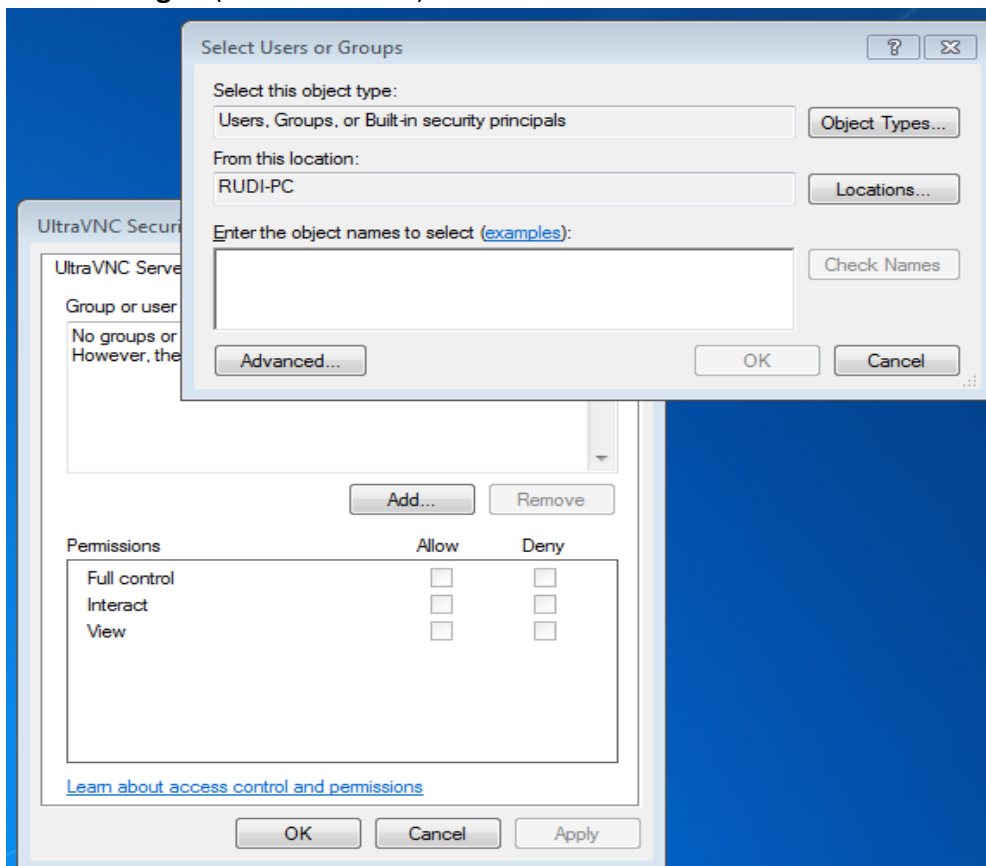 Select Users or Groups
Select this object type:
Users, Groups, or Built-in security principals
Object Types...
From this location:
RUDI-PC
Locations...
Enter the object names to select (examples):
Check Names
Advanced...
OK
Cancel
UltraVNC Securi
UltraVNC Serve
Group or user
No groups or
However, the
Add...
Remove
Permissions Allow Deny
Full control
Interact
View
Learn about access control and permissions
OK
Cancel
Apply